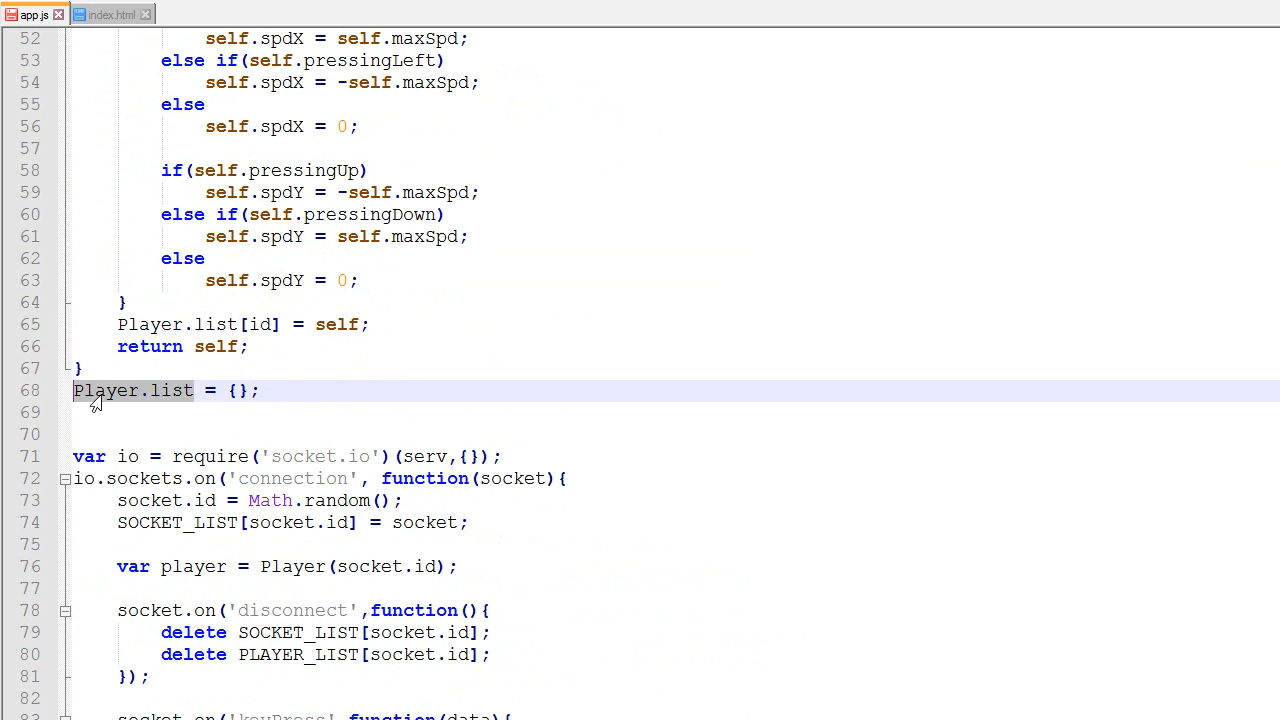 app.js index.html
52 self.spdX = self.maxSpd;
53 else if(self.pressingLeft)
54 self.spdX = -self.maxSpd;
55 else
56 self.spdX = 0;
57
58 if(self.pressingUp)
59 self.spdY = -self.maxSpd;
60 else if(self.pressingDown)
61 self.spdY = self.maxSpd;
62 else
63 self.spdY = 0;
64 }
65 Player.list[id] = self;
66 return self;
67 }
68 Player.list = {};
69
70
71 var io = require('socket.io')(serv,{});
72 io.sockets.on('connection', function(socket){
73 socket.id = Math.random();
74 SOCKET_LIST[socket.id] = socket;
75
76 var player = Player(socket.id);
77
78 socket.on('disconnect',function(){
79 delete SOCKET_LIST[socket.id];
80 delete PLAYER_LIST[socket.id];
81 });
82
83 socket.on('keyPress',function(data){